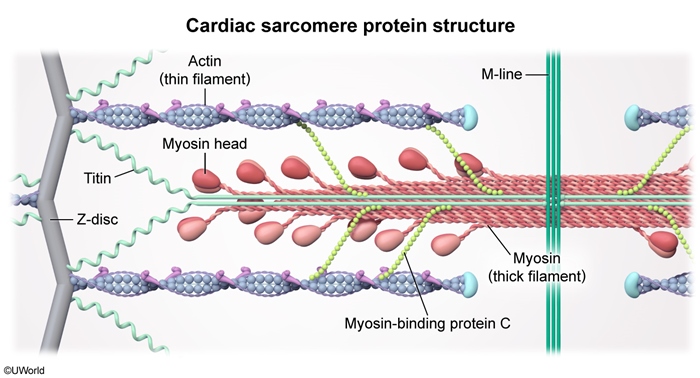 Cardiac sarcomere protein structure
Actin
(thin filament)
M-line
Myosin head
Titin
Z-disc
Myosin
(thick filament)
Myosin-binding protein C
©UWorld